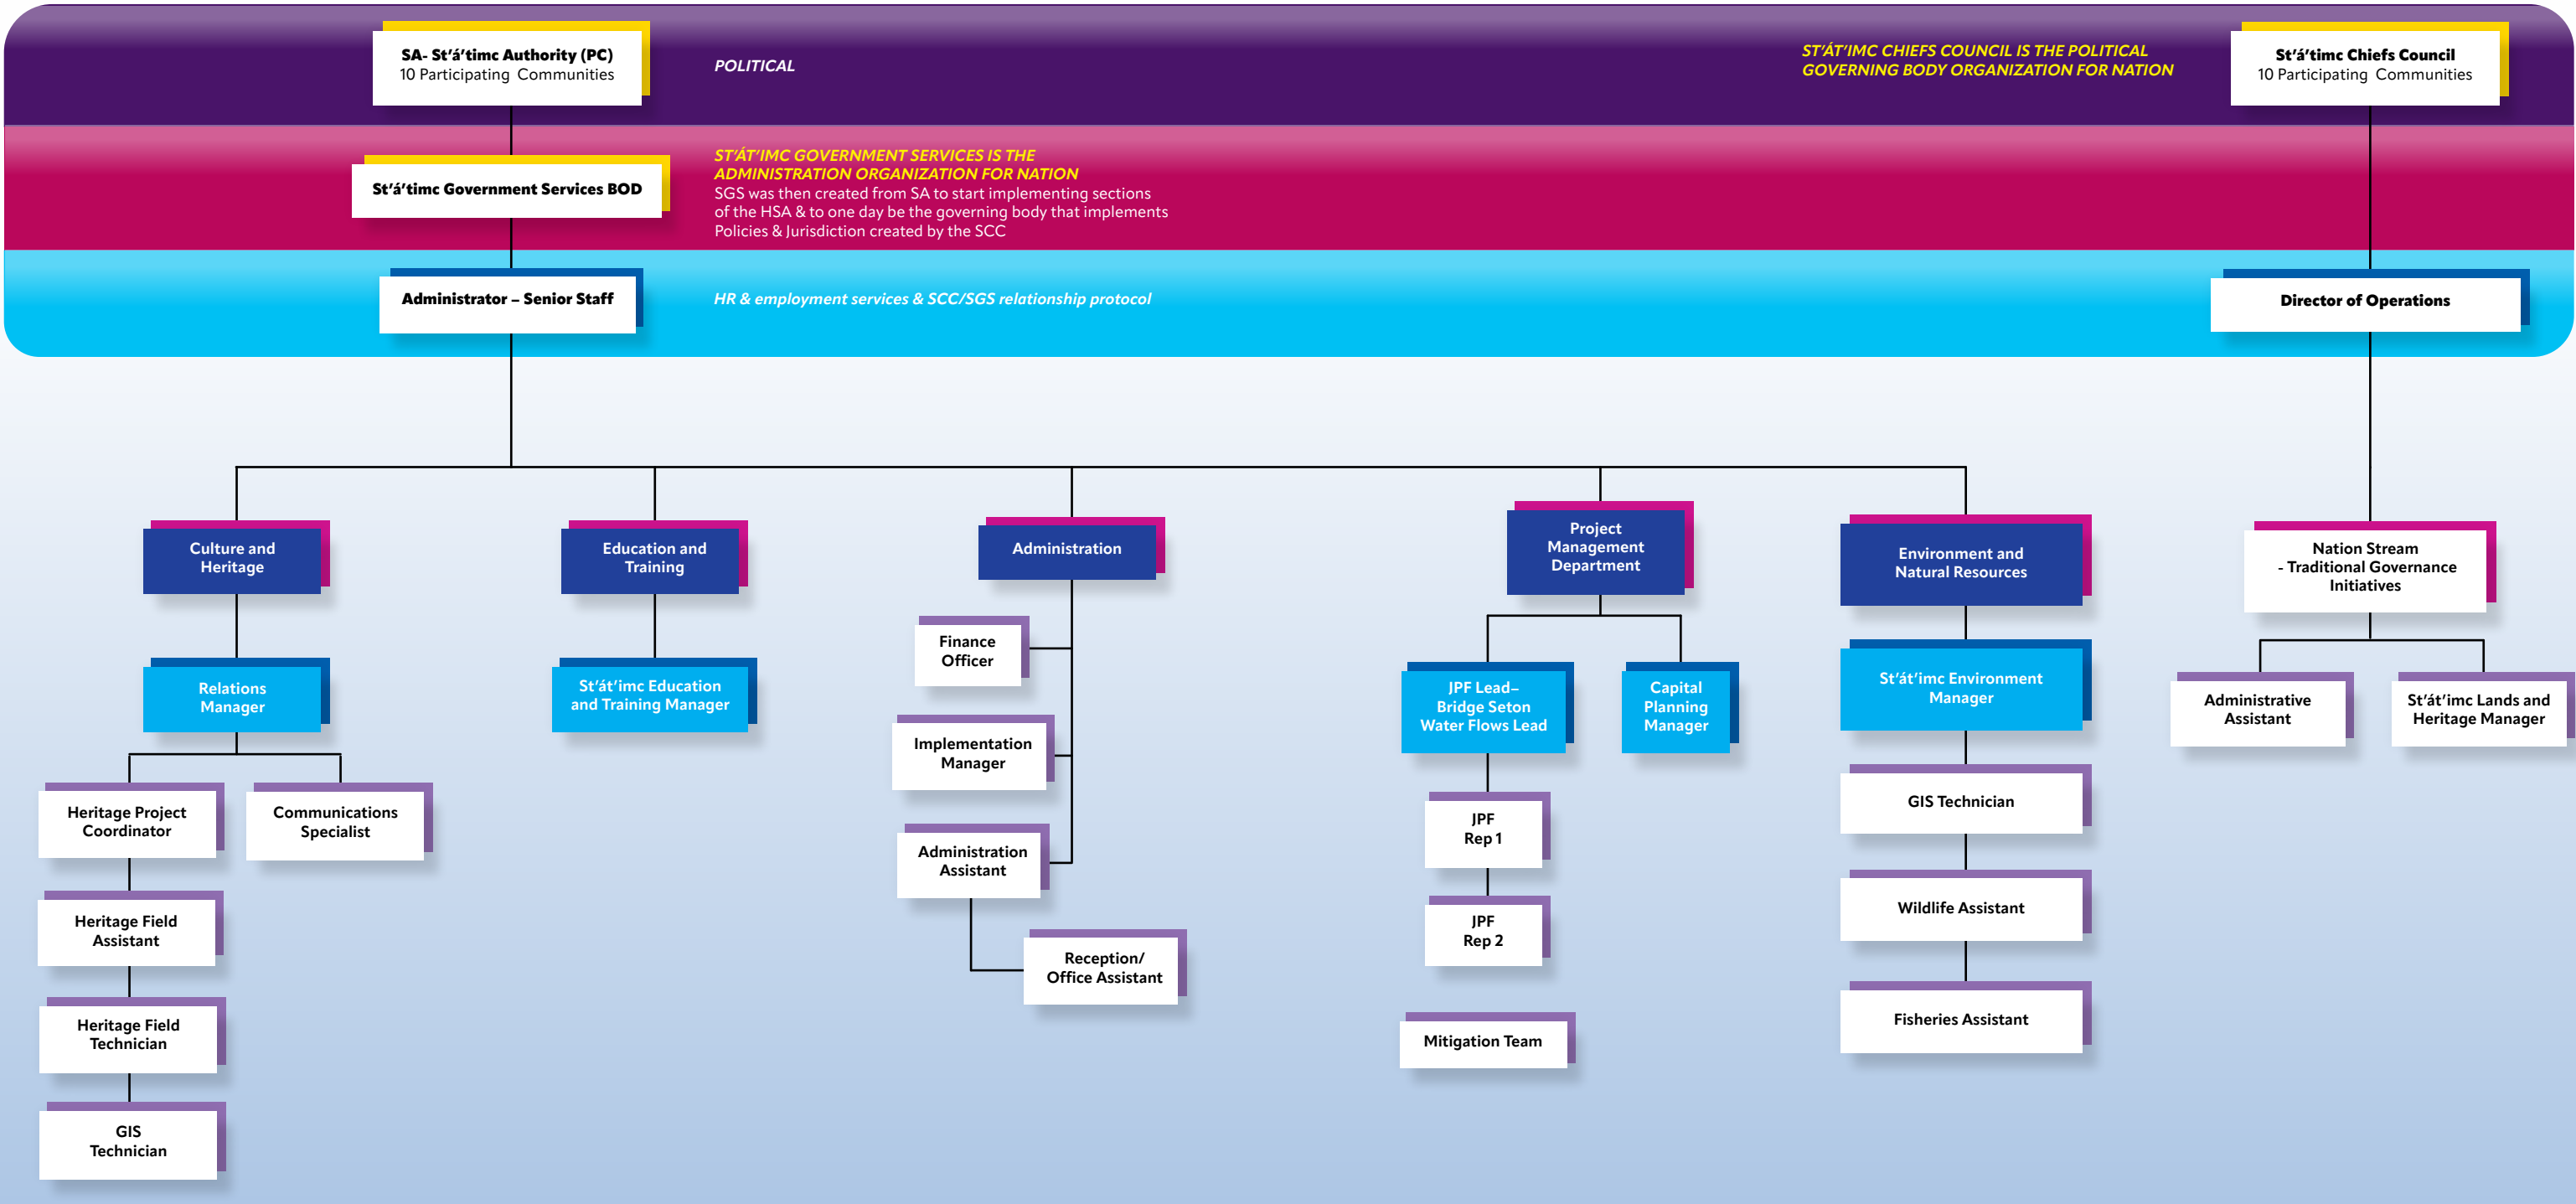 SA- St’á’timc Authority (PC)
10 Participating Communities
POLITICAL
ST’ÁT’IMC CHIEFS COUNCIL IS THE POLITICAL
GOVERNING BODY ORGANIZATION FOR NATION
St’á’timc Chiefs Council
10 Participating Communities
St’á’timc Government Services BOD
ST’ÁT’IMC GOVERNMENT SERVICES IS THE
ADMINISTRATION ORGANIZATION FOR NATION
SGS was then created from SA to start implementing sections
of the HSA & to one day be the governing body that implements
Policies & Jurisdiction created by the SCC
Administrator – Senior Staff
HR & employment services & SCC/SGS relationship protocol
Director of Operations
Culture and
Heritage
Education and
Training
Administration
Project
Management
Department
Environment and
Natural Resources
Nation Stream
- Traditional Governance
Initiatives
Relations
Manager
St’át’imc Education
and Training Manager
Finance
Officer
Implementation
Manager
Administration
Assistant
Reception/
Office Assistant
JPF Lead–
Bridge Seton
Water Flows Lead
Capital
Planning
Manager
St’át’imc Environment
Manager
Administrative
Assistant
St’át’imc Lands and
Heritage Manager
Heritage Project
Coordinator
Communications
Specialist
JPF
Rep 1
GIS Technician
Heritage Field
Assistant
JPF
Rep 2
Wildlife Assistant
Heritage Field
Technician
Mitigation Team
Fisheries Assistant
GIS
Technician